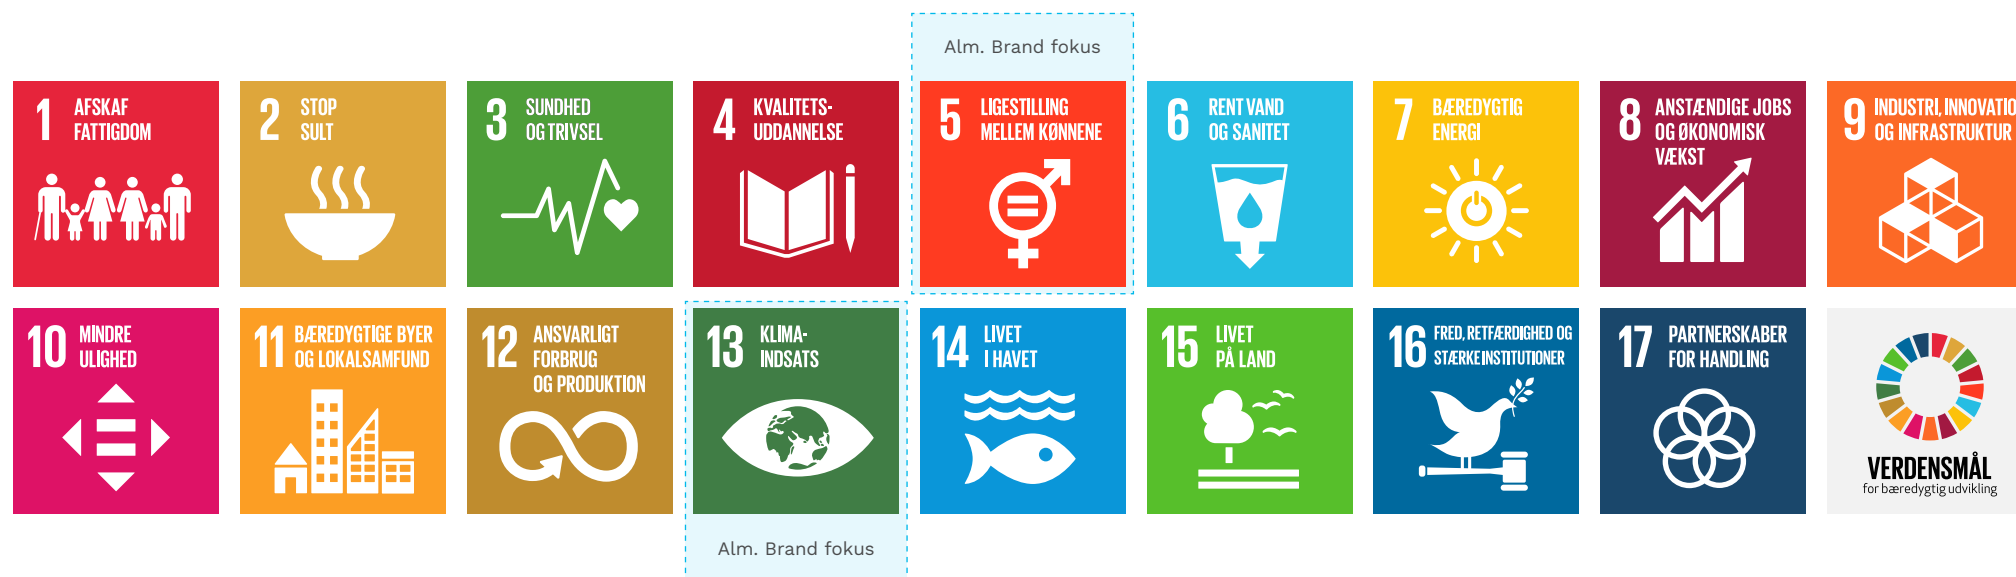 Alm. Brand fokus
1 AFSKAF
FATTIGDOM
2 STOP
SULT
3 SUNDHED
OG TRIVSEL
4 KVALITETS-
UDDANNELSE
5 LIGESTILLING
MELLEM KØNNENE
6 RENT VAND
OG SANITET
7 BÆREDYGTIG
ENERGI
8 ANSTÆNDIGE JOBS
OG ØKONOMISK
VÆKST
9 INDUSTRI, INNOVATIO
OG INFRASTRUKTUR
10 MINDRE
ULIGHED
11 BÆREDYGTIGE BYER
OG LOKALSAMFUND
12 ANSVARLIGT
FORBRUG
OG PRODUKTION
13 KLIMA-
INDSATS
14 LIVET
I HAVET
15 LIVET
PÅ LAND
16 FRED, RETFÆRDIGHED OG
STÆRKE INSTITUTIONER
17 PARTNERSKABER
FOR HANDLING
VERDENSMÅL
for bæredygtig udvikling
Alm. Brand fokus